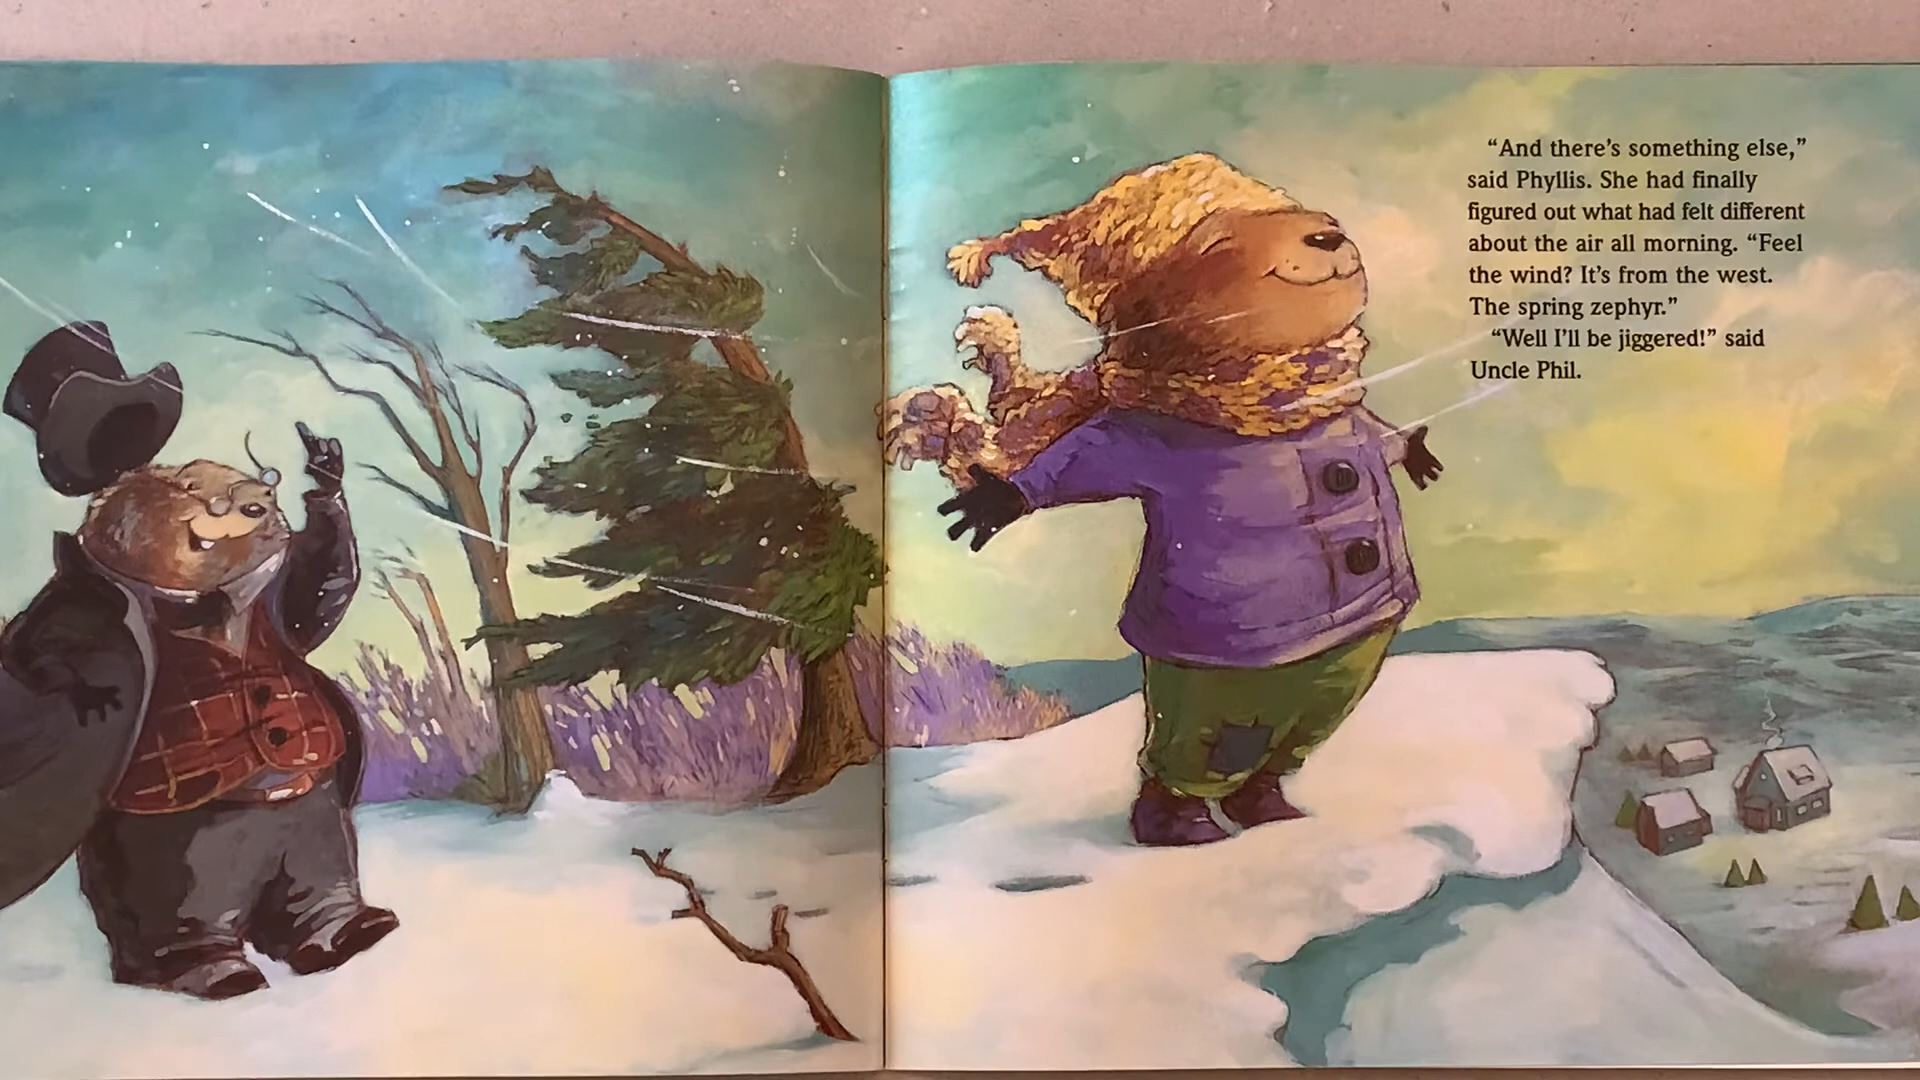 “And there’s something else,”
said Phyllis. She had finally
figured out what had felt different
about the air all morning. “Feel
the wind? It’s from the west.
The spring zephyr.”
“Well I’ll be jiggered!” said
Uncle Phil.